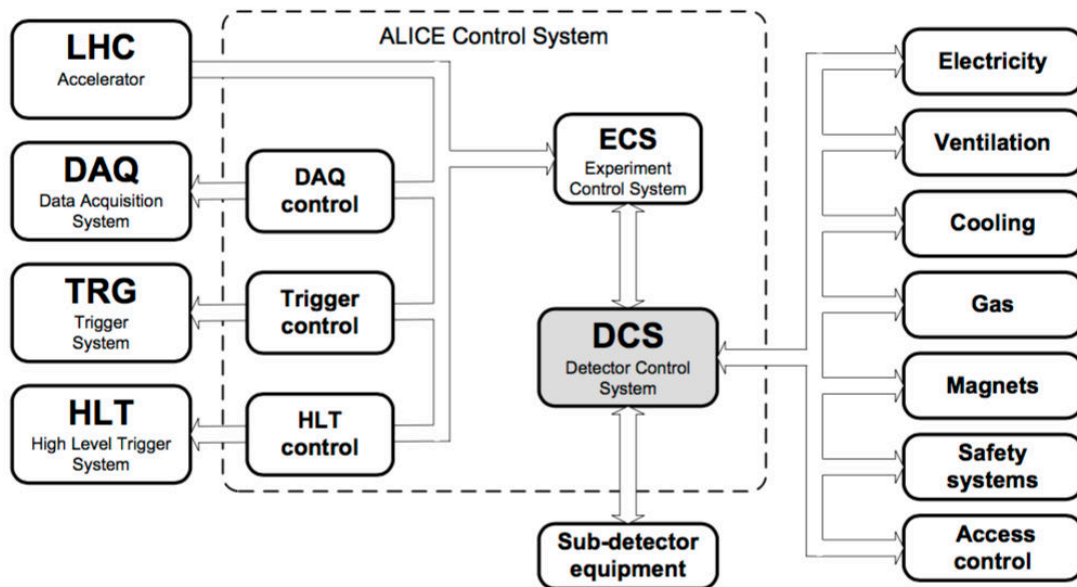 ALICE Control System
LHC
Accelerator
DAQ
Data Acquisition
System
TRG
Trigger
System
HLT
High Level Trigger
System
DAQ
control
Trigger
control
HLT
control
ECS
Experiment
Control System
DCS
Detector Control
System
Sub-detector
equipment
Electricity
Ventilation
Cooling
Gas
Magnets
Safety
systems
Access
control